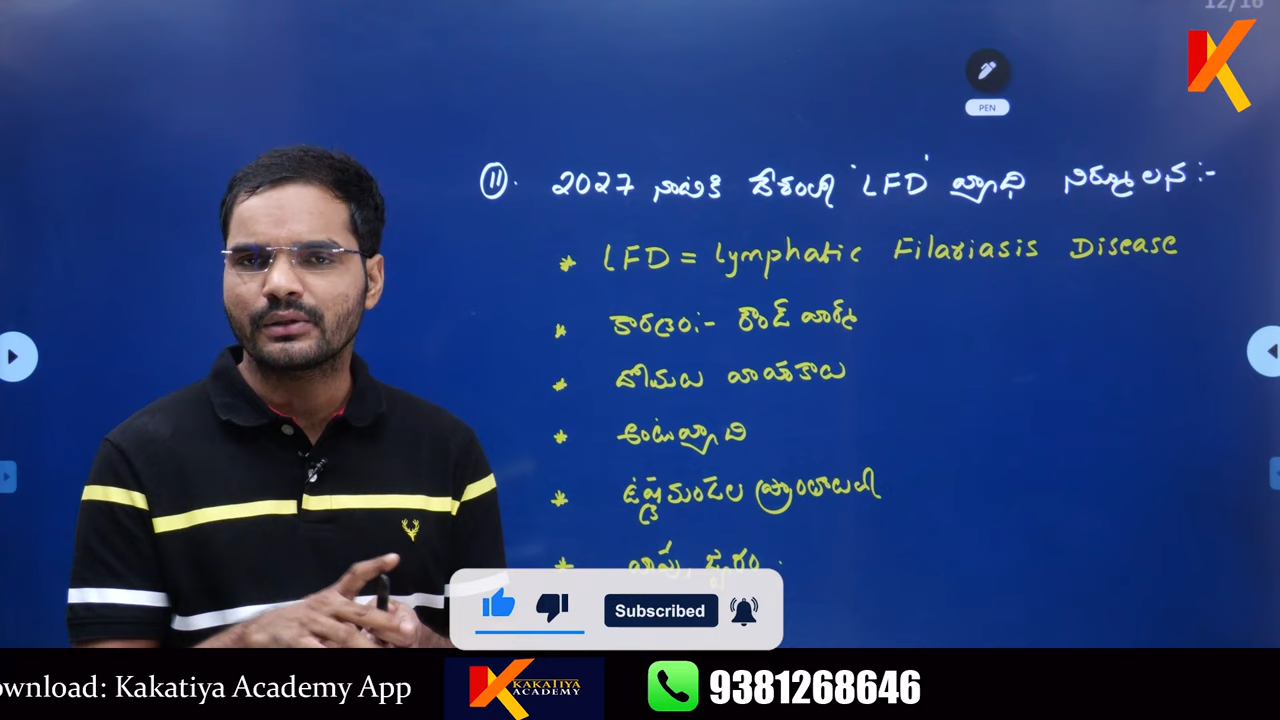 12/16
PEN
11. 2027 నాటికి దేశంలో 'LFD' వ్యాధి నిర్మూలన :-
* LFD = Lymphatic Filariasis Disease
* కారణం:- రౌండ్ వార్మ్
* దోమలు వాహకాలు
* అంటువ్యాధి
* ఉష్ణమండల ప్రాంతాలలో
* వాపు, జ్వరం.
Subscribed
ownload: Kakatiya Academy App
KAKATIYA
ACADEMY
9381268646